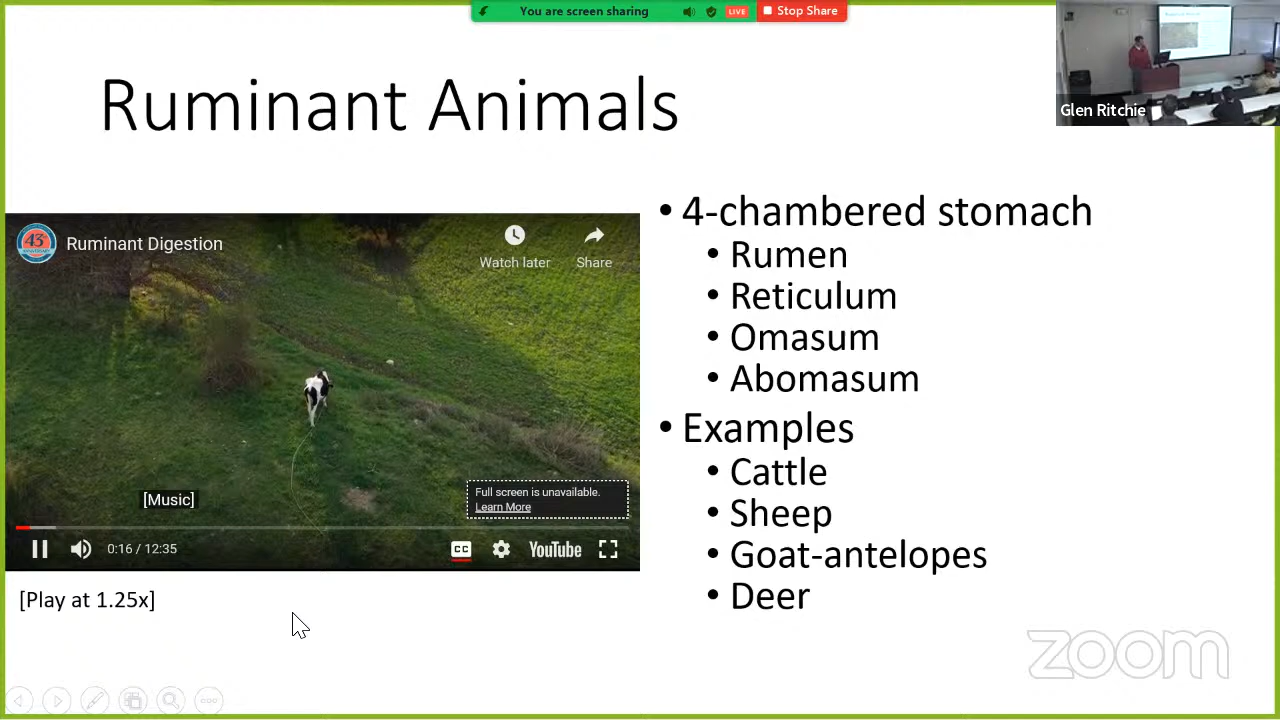 You are screen sharing
LIVE
Stop Share
Glen Ritchie
Ruminant Animals
43
Ruminant Digestion
Watch later
Share
[Music]
Full screen is unavailable.
Learn More
0:16 / 12:35
CC
YouTube
[Play at 1.25x]
• 4-chambered stomach
• Rumen
• Reticulum
• Omasum
• Abomasum
• Examples
• Cattle
• Sheep
• Goat-antelopes
• Deer
zoom